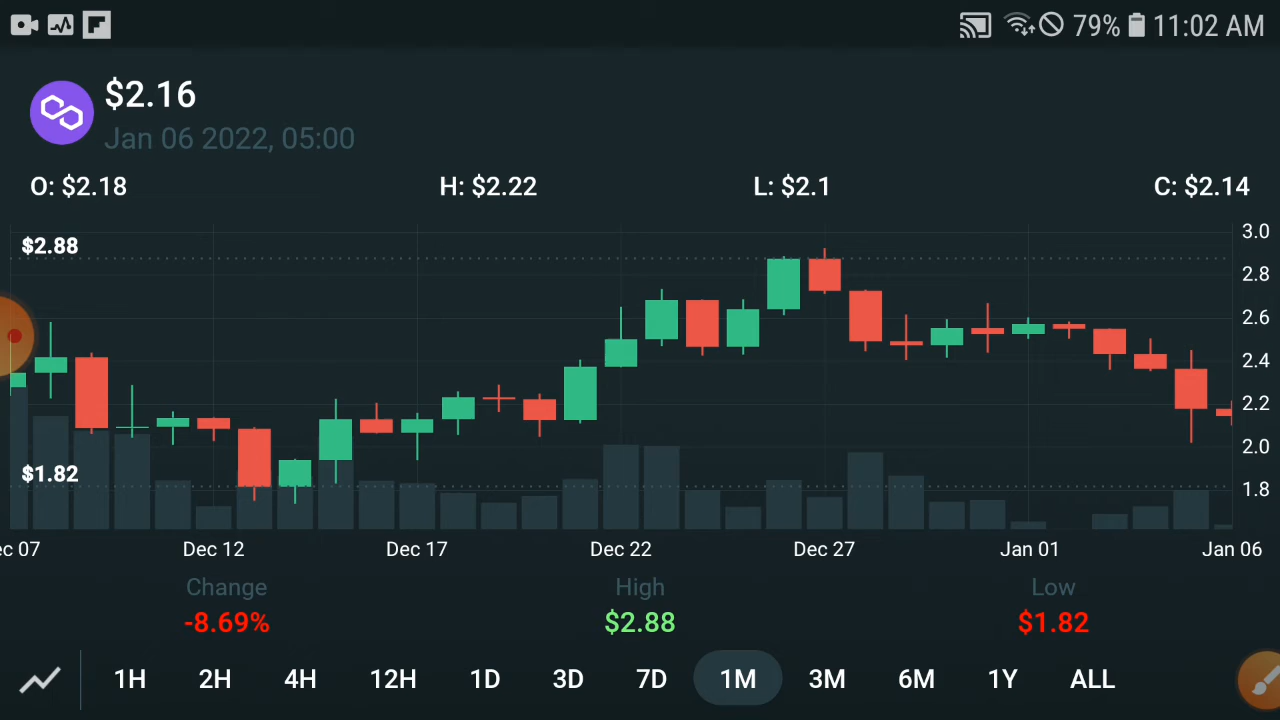 79% 11:02 AM
$2.16
Jan 06 2022, 05:00
O: $2.18 H: $2.22 L: $2.1 C: $2.14
$2.88
3.0
2.8
2.6
2.4
2.2
2.0
$1.82
1.8
ec 07 Dec 12 Dec 17 Dec 22 Dec 27 Jan 01 Jan 06
Change High Low
-8.69% $2.88 $1.82
1H 2H 4H 12H 1D 3D 7D 1M 3M 6M 1Y ALL